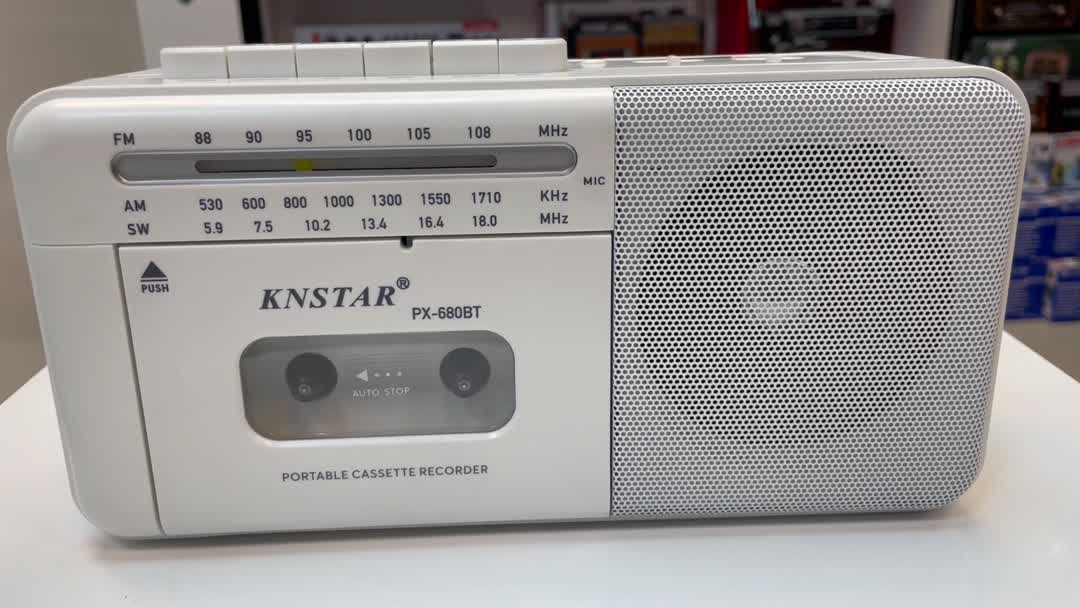 FM 88 90 95 100 105 108 MHz
MIC
AM 530 600 800 1000 1300 1550 1710 KHz
SW 5.9 7.5 10.2 13.4 16.4 18.0 MHz
PUSH
KNSTAR®
PX-680BT
AUTO STOP
PORTABLE CASSETTE RECORDER